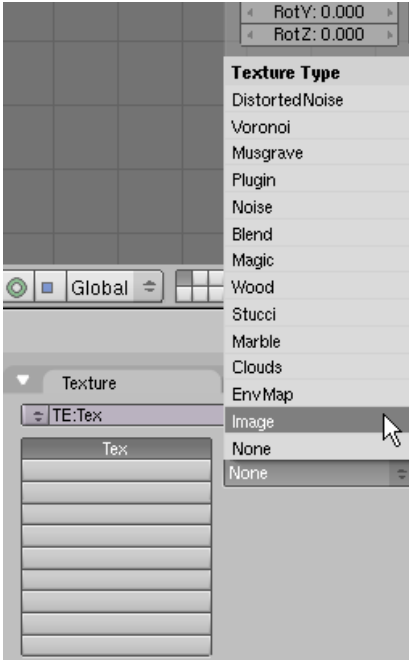 RotY: 0.000
RotZ: 0.000
Texture Type
DistortedNoise
Voronoi
Musgrave
Plugin
Noise
Blend
Magic
Wood
Stucci
Marble
Clouds
EnvMap
Image
None
None
Global
Texture
TE:Tex
Tex